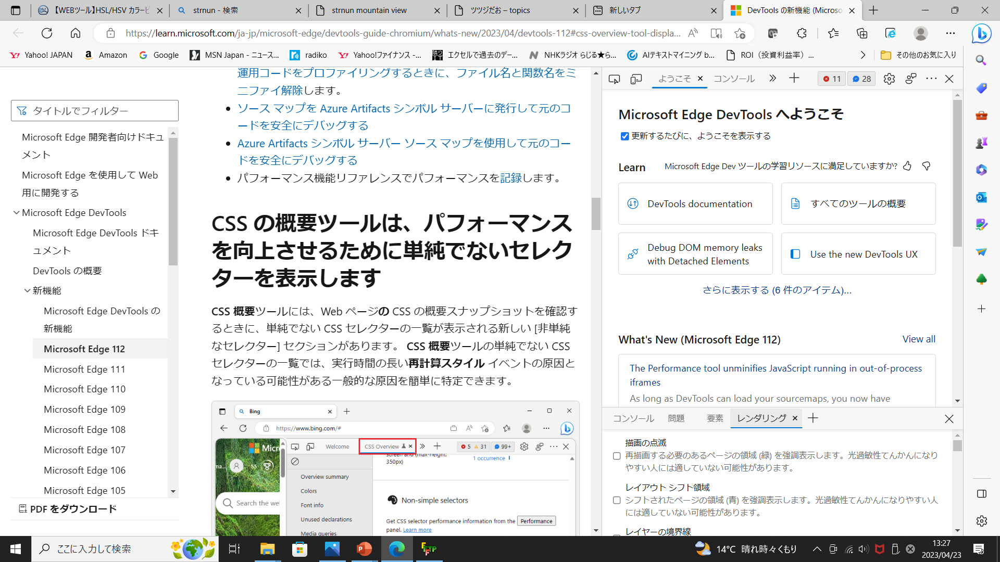 【WEBツール】HSL/HSV カラーピ
strnun - 検索
strnun mountain view
ツツジだお – topics
新しいタブ
DevTools の新機能 (Microso
https://learn.microsoft.com/ja-jp/microsoft-edge/devtools-guide-chromium/whats-new/2023/04/devtools-112#css-overview-tool-displa...
Yahoo! JAPAN
Amazon
Google
MSN Japan - ニュース...
radiko
Yahoo!ファイナンス -...
エクセルで過去のデー...
NHKラジオ らじる★ら...
AIテキストマイニング b...
ROI（投資利益率）...
その他のお気に入り
タイトルでフィルター
Microsoft Edge 開発者向けドキュ
メント
Microsoft Edge を使用して Web
用に開発する
Microsoft Edge DevTools
Microsoft Edge DevTools ドキ
ュメント
DevTools の概要
新機能
Microsoft Edge DevTools の
新機能
Microsoft Edge 112
Microsoft Edge 111
Microsoft Edge 110
Microsoft Edge 109
Microsoft Edge 108
Microsoft Edge 107
Microsoft Edge 106
Microsoft Edge 105
PDF をダウンロード
運用コードをプロファイリングするときに、ファイル名と関数名をミ
ニファイ解除します。
ソース マップを Azure Artifacts シンボル サーバーに発行して元のコ
ードを安全にデバッグする
Azure Artifacts シンボル サーバー ソース マップを使用して元のコー
ドを安全にデバッグする
パフォーマンス機能リファレンスでパフォーマンスを記録します。
CSS の概要ツールは、パフォーマンス
を向上させるために単純でないセレク
ターを表示します
CSS 概要ツールには、Web ページの CSS の概要スナップショットを確認す
るときに、単純でない CSS セレクターの一覧が表示される新しい [非単純
なセレクター] セクションがあります。 CSS 概要ツールの単純でない CSS
セレクターの一覧では、実行時間の長い再計算スタイル イベントの原因と
なっている可能性がある一般的な原因を簡単に特定できます。
Bing
https://www.bing.com/#
Micr
Welcome
CSS Overview
5
31
99+
ma...
55
Search the we
Overview summary
Colors
Font info
Unused declarations
Media queries
screen and (max-height:
350px)
1 occurrence
Non-simple selectors
Get CSS selector performance information from the Performance
panel. Learn more
ようこそ
コンソール
11
28
Microsoft Edge DevTools へようこそ
更新するたびに、ようこそを表示する
Learn
Microsoft Edge Dev ツールの学習リソースに満足していますか?
DevTools documentation
すべてのツールの概要
Debug DOM memory leaks
with Detached Elements
Use the new DevTools UX
さらに表示する (6 件のアイテム)...
What's New (Microsoft Edge 112)
View all
The Performance tool unminifies JavaScript running in out-of-process
iframes
As long as DevTools can load your sourcemaps, you now have
コンソール
問題
要素
レンダリング
描画の点滅
再描画する必要のあるページの領域 (緑) を強調表示します。光過敏性てんかんになり
やすい人には適していない可能性があります。
レイアウト シフト領域
シフトされたページの領域 (青) を強調表示します。光過敏性てんかんになりやすい人
には適していない可能性があります。
レイヤーの境界線
ここに入力して検索
14°C 晴れ時々くもり
13:27
2023/04/23